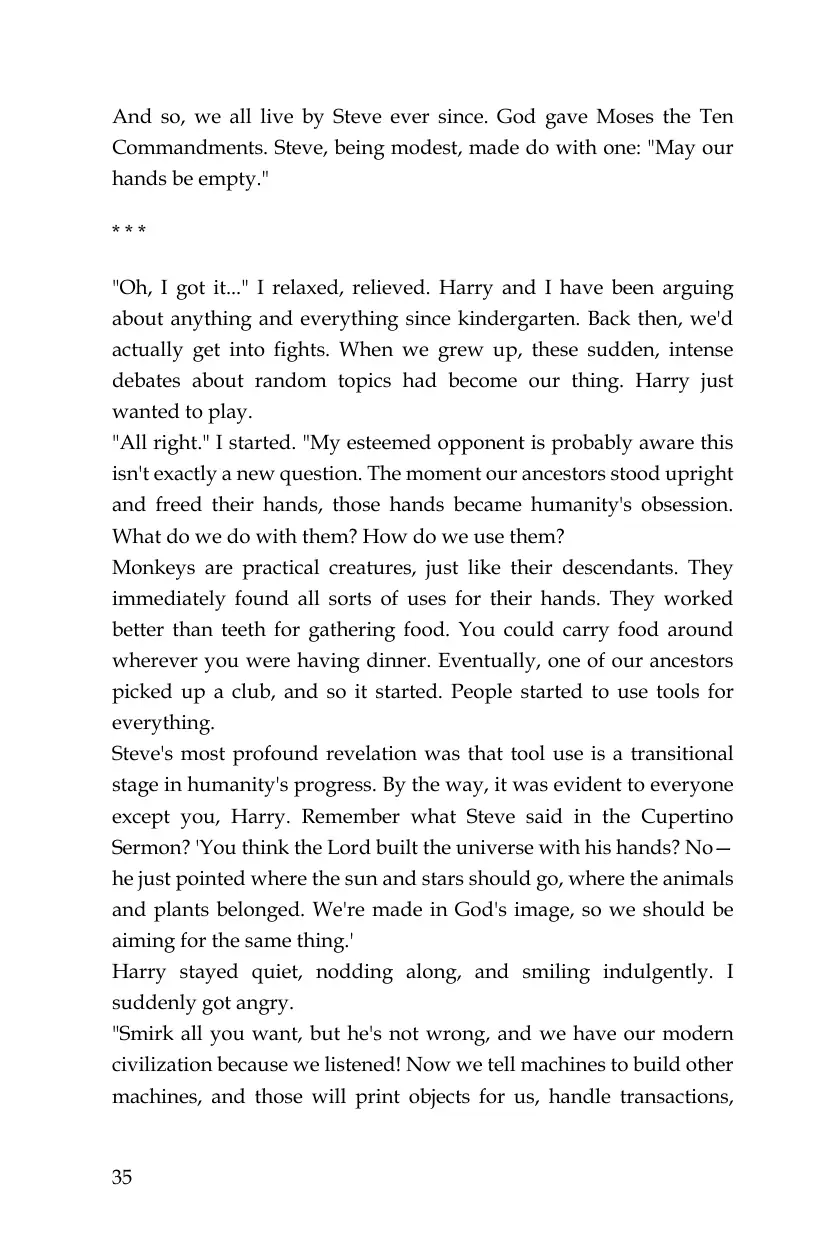 And so, we all live by Steve ever since. God gave Moses the Ten
Commandments. Steve, being modest, made do with one: "May our
hands be empty."
* * *
"Oh, I got it..." I relaxed, relieved. Harry and I have been arguing
about anything and everything since kindergarten. Back then, we'd
actually get into fights. When we grew up, these sudden, intense
debates about random topics had become our thing. Harry just
wanted to play.
"All right." I started. "My esteemed opponent is probably aware this
isn't exactly a new question. The moment our ancestors stood upright
and freed their hands, those hands became humanity's obsession.
What do we do with them? How do we use them?
Monkeys are practical creatures, just like their descendants. They
immediately found all sorts of uses for their hands. They worked
better than teeth for gathering food. You could carry food around
wherever you were having dinner. Eventually, one of our ancestors
picked up a club, and so it started. People started to use tools for
everything.
Steve's most profound revelation was that tool use is a transitional
stage in humanity's progress. By the way, it was evident to everyone
except you, Harry. Remember what Steve said in the Cupertino
Sermon? 'You think the Lord built the universe with his hands? No—
he just pointed where the sun and stars should go, where the animals
and plants belonged. We're made in God's image, so we should be
aiming for the same thing.'
Harry stayed quiet, nodding along, and smiling indulgently. I
suddenly got angry.
"Smirk all you want, but he's not wrong, and we have our modern
civilization because we listened! Now we tell machines to build other
machines, and those will print objects for us, handle transactions,
35